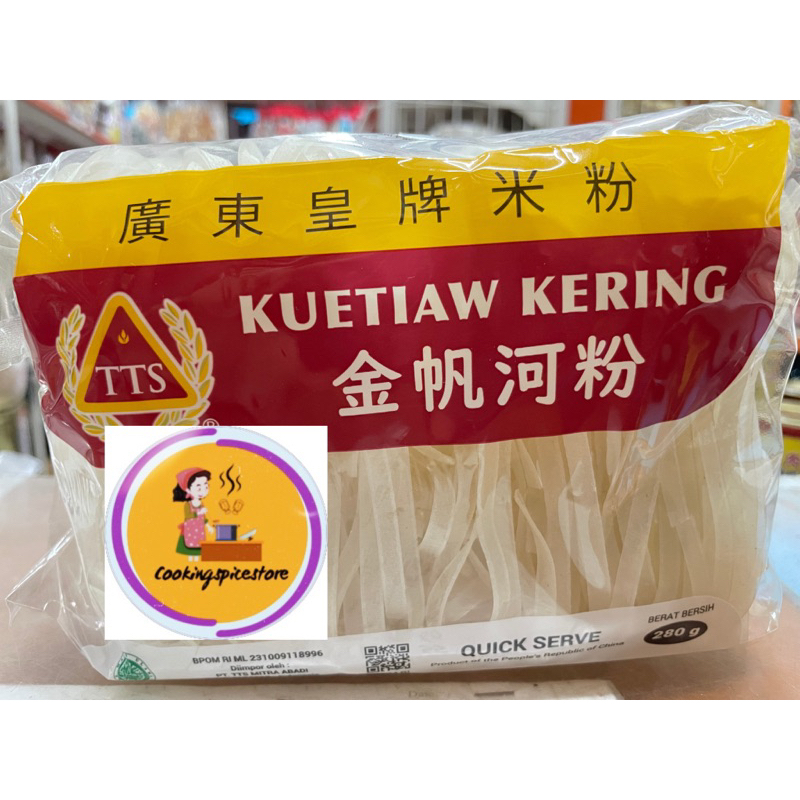 廣東皇牌米粉
KUETIAW KERING
金帆河粉
TTS
®
Cookingspicestore
BERAT BERSIH
280 g
QUICK SERVE
Product of the People's Republic of China
BPOM RI ML 231009118996
Diimpor oleh :
PT. TTS MITRA ABADI
Date